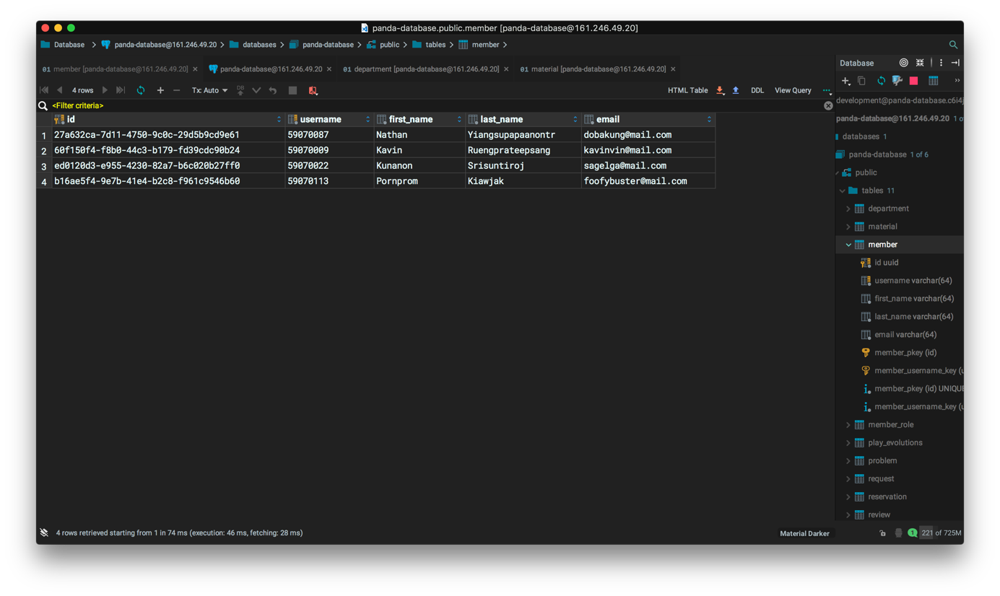 panda-database.public.member [panda-database@161.246.49.20]
Database panda-database@161.246.49.20 databases panda-database public tables member
01 member [panda-database@161.246.49.20] panda-database@161.246.49.20 01 department [panda-database@161.246.49.20] 01 material [panda-database@161.246.49.20]
4 rows Tx: Auto DB HTML Table DDL View Query
<Filter criteria>
id username first_name last_name email
1 27a632ca-7d11-4750-9c0c-29d5b9cd9e61 59070087 Nathan Yiangsupapaanontr dobakung@mail.com
2 60f150f4-f8b0-44c3-b179-fd39cdc90b24 59070009 Kavin Ruengprateepsang kavinvin@mail.com
3 ed0120d3-e955-4230-82a7-b6c020b27ff0 59070022 Kunanon Srisuntiroj sagelga@mail.com
4 b16ae5f4-9e7b-41e4-b2c8-f961c9546b60 59070113 Pornprom Kiawjak foofybuster@mail.com
Database
development@panda-database.c6i4j
panda-database@161.246.49.20 1 o
databases 1
panda-database 1 of 6
public
tables 11
department
material
member
id uuid
username varchar(64)
first_name varchar(64)
last_name varchar(64)
email varchar(64)
member_pkey (id)
member_username_key (u
member_pkey (id) UNIQUE
member_username_key (u
member_role
play_evolutions
problem
request
reservation
review
4 rows retrieved starting from 1 in 74 ms (execution: 46 ms, fetching: 28 ms)
Material Darker 1 221 of 725M